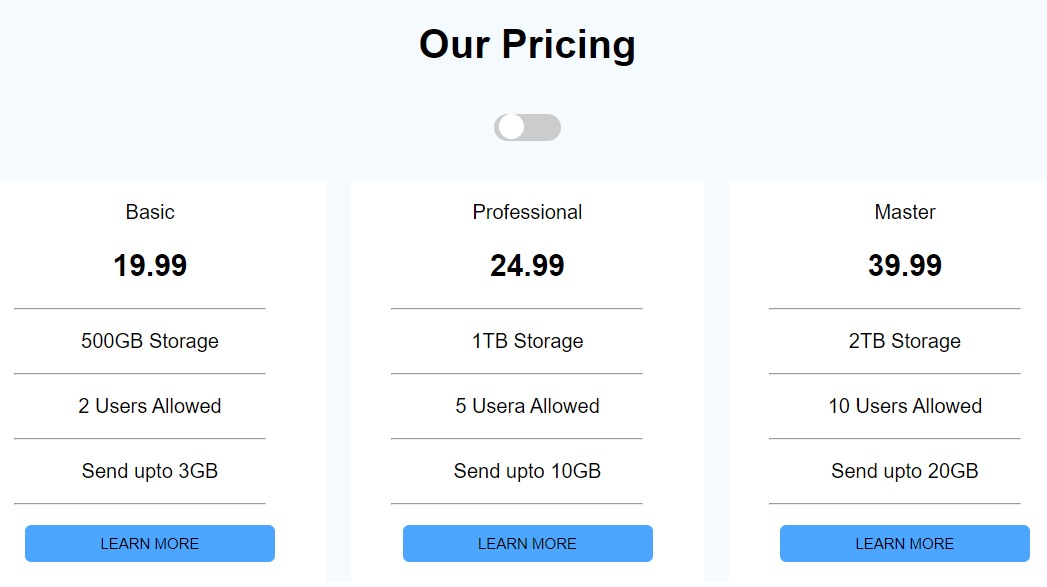 Our Pricing
Basic
19.99
500GB Storage
2 Users Allowed
Send upto 3GB
LEARN MORE
Professional
24.99
1TB Storage
5 Usera Allowed
Send upto 10GB
LEARN MORE
Master
39.99
2TB Storage
10 Users Allowed
Send upto 20GB
LEARN MORE